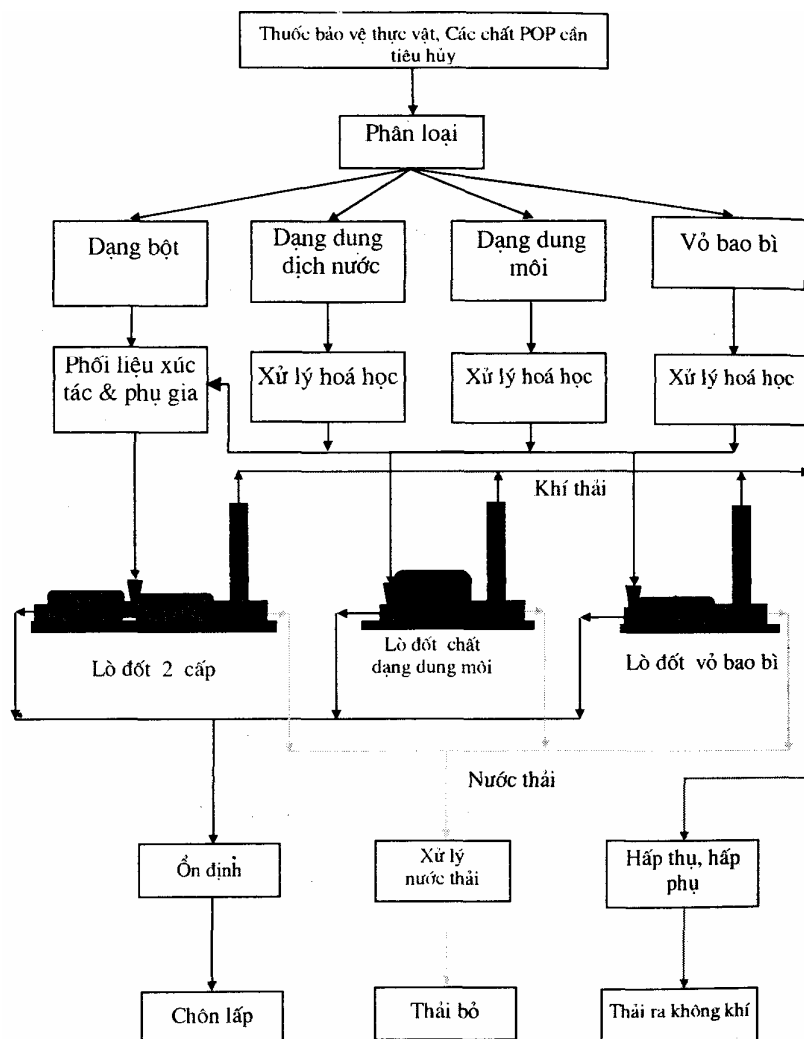 Thuốc bảo vệ thực vật, Các chất POP cần
tiêu hủy
Phân loại
Dạng bột
Dạng dung
dịch nước
Dạng dung
môi
Vỏ bao bì
Phối liệu xúc
tác & phụ gia
Xử lý hoá học
Xử lý hoá học
Xử lý hoá học
Khí thải
Lò đốt 2 cấp
Lò đốt chất
dạng dung môi
Lò đốt vỏ bao bì
Nước thải
Ổn định
Xử lý
nước thải
Hấp thụ, hấp
phụ
Chôn lấp
Thải bỏ
Thải ra không khí